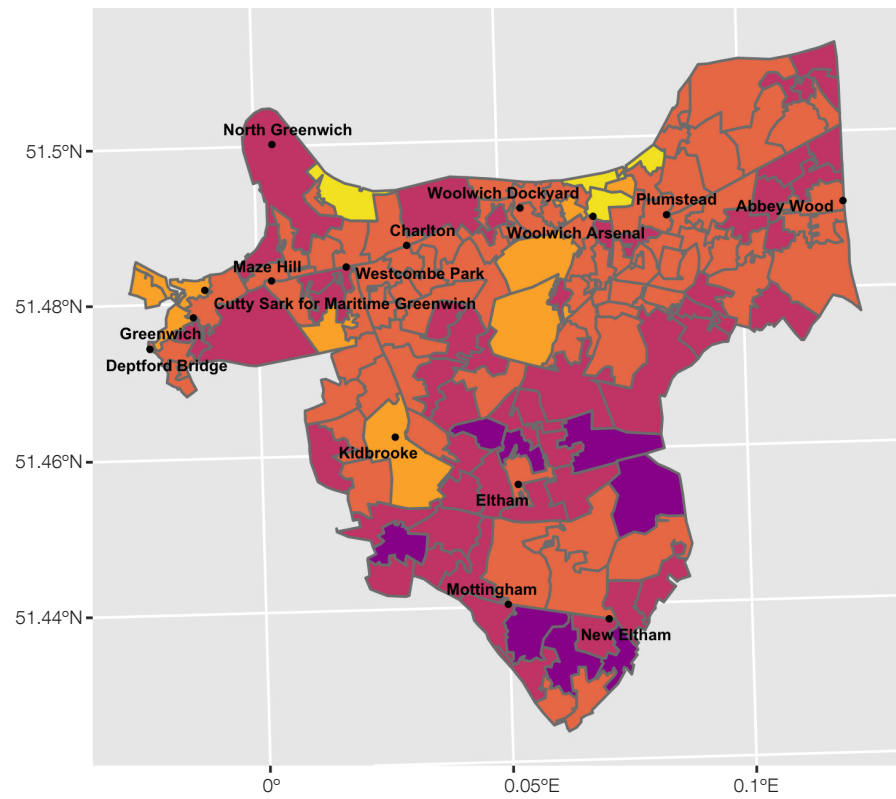 North Greenwich
51.5°N
Woolwich Dockyard
Plumstead
Abbey Wood
Charlton
Woolwich Arsenal
Maze Hill
Westcombe Park
Cutty Sark for Maritime Greenwich
51.48°N
Greenwich
Deptford Bridge
Kidbrooke
51.46°N
Eltham
Mottingham
51.44°N
New Eltham
0°
0.05°E
0.1°E